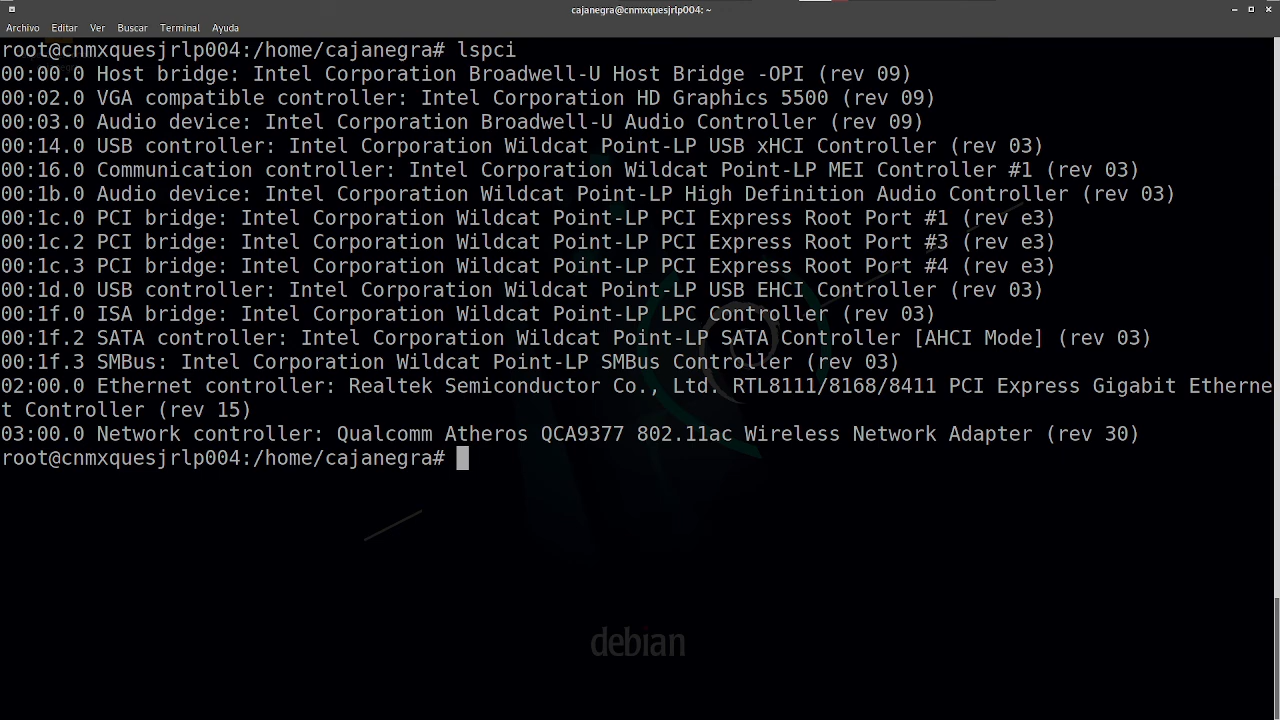 cajanegra@cnmxquesjrlp004: ~
Archivo Editar Ver Buscar Terminal Ayuda
root@cnmxquesjrlp004:/home/cajanegra# lspci
00:00.0 Host bridge: Intel Corporation Broadwell-U Host Bridge -OPI (rev 09)
00:02.0 VGA compatible controller: Intel Corporation HD Graphics 5500 (rev 09)
00:03.0 Audio device: Intel Corporation Broadwell-U Audio Controller (rev 09)
00:14.0 USB controller: Intel Corporation Wildcat Point-LP USB xHCI Controller (rev 03)
00:16.0 Communication controller: Intel Corporation Wildcat Point-LP MEI Controller #1 (rev 03)
00:1b.0 Audio device: Intel Corporation Wildcat Point-LP High Definition Audio Controller (rev 03)
00:1c.0 PCI bridge: Intel Corporation Wildcat Point-LP PCI Express Root Port #1 (rev e3)
00:1c.2 PCI bridge: Intel Corporation Wildcat Point-LP PCI Express Root Port #3 (rev e3)
00:1c.3 PCI bridge: Intel Corporation Wildcat Point-LP PCI Express Root Port #4 (rev e3)
00:1d.0 USB controller: Intel Corporation Wildcat Point-LP USB EHCI Controller (rev 03)
00:1f.0 ISA bridge: Intel Corporation Wildcat Point-LP LPC Controller (rev 03)
00:1f.2 SATA controller: Intel Corporation Wildcat Point-LP SATA Controller [AHCI Mode] (rev 03)
00:1f.3 SMBus: Intel Corporation Wildcat Point-LP SMBus Controller (rev 03)
02:00.0 Ethernet controller: Realtek Semiconductor Co., Ltd. RTL8111/8168/8411 PCI Express Gigabit Etherne
t Controller (rev 15)
03:00.0 Network controller: Qualcomm Atheros QCA9377 802.11ac Wireless Network Adapter (rev 30)
root@cnmxquesjrlp004:/home/cajanegra#
debian